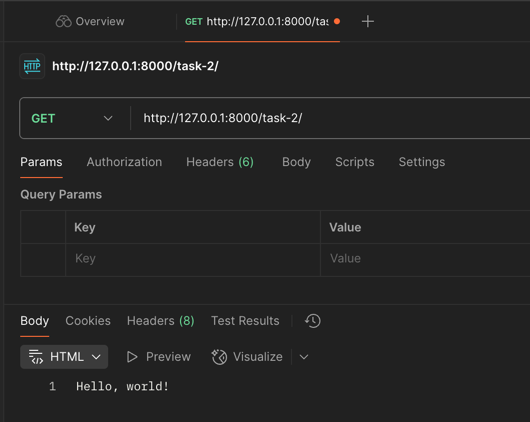 Overview GET http://127.0.0.1:8000/tas
HTTP http://127.0.0.1:8000/task-2/
GET http://127.0.0.1:8000/task-2/
Params Authorization Headers (6) Body Scripts Settings
Query Params
Key Value
Key Value
Body Cookies Headers (8) Test Results
HTML Preview Visualize
1 Hello, world!